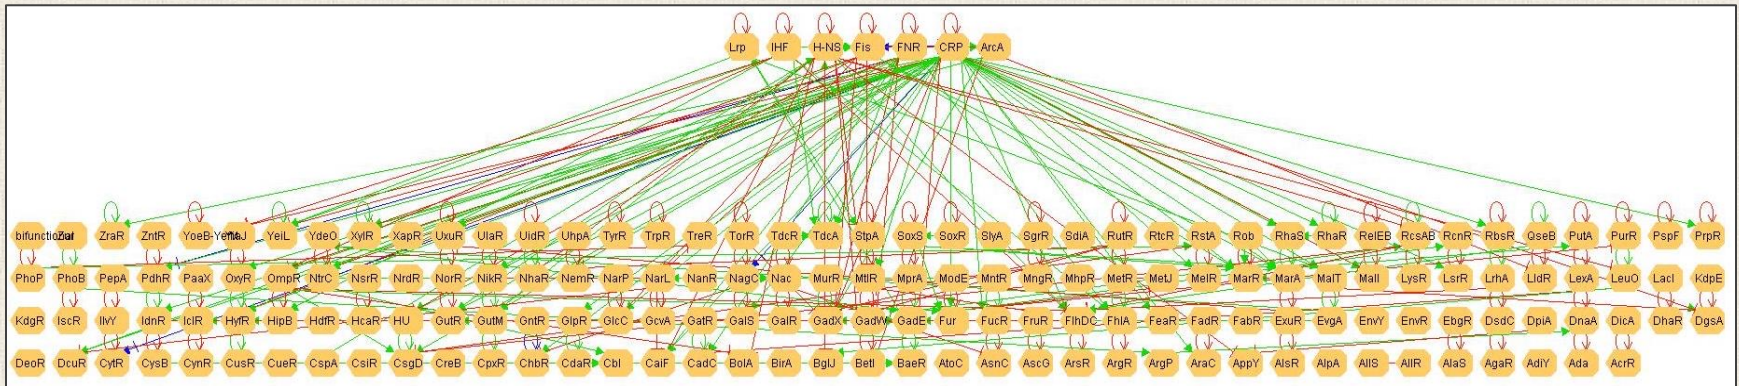 Lrp IHF H-NS Fis FNR CRP ArcA
bifunctional ZraR ZntR YoeB-YefM YeiL YdeO XylR XapR UxuR UlaR UidR UhpA TyrR TrpR TreR TorR TdcR TdcA StpA SoxS SoxR SlyA SgrR SdiA RutR RtcR RstA Rob RhaS RhaR RelEB RcsAB RcnR RbsR QseB PutA PurR PspF PrpR
PhoP PhoB PepA PdhR PaaX OxyR OmpR NtrC NsrR NrdR NorR NikR NhaR NemR NarP NarL NanR NagC Nac MurR MtlR MprA ModE MntR MngR MhpR MetR MetJ MelR MarR MarA MalT MalI LysR LsrR LrhA LldR LexA LeuO LacI KdpE
KdgR IscR IlvY IdnR IclR HyfR HipB HdfR HcaR HU GutR GutM GntR GlpR GlcC GcvA GatR GalS GalR GadX GadW GadE Fur FucR FruR FlhDC FhlA FeaR FadR FabR ExuR EvgA EnvY EnvR EbgR DsdC DpiA DnaA DicA DhaR DgsA
DeoR DcuR CytR CysB CynR CusR CueR CspA CsiR CsgD CreB CpxR ChbR CdaR Cbl CaiF CadC BolA BirA BglJ BetI BaeR AtoC AsnC AscG ArsR ArgR ArgP AraC AppY AlsR AlpA AllS AllR AlaS AgaR AdiY Ada AcrR